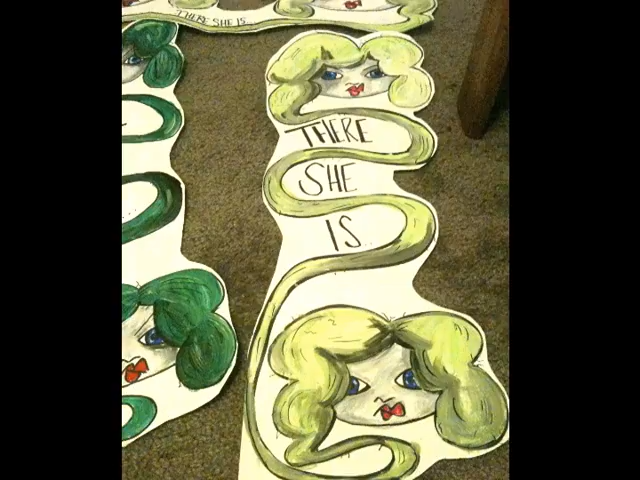 THERE SHE IS
THERE
SHE
IS